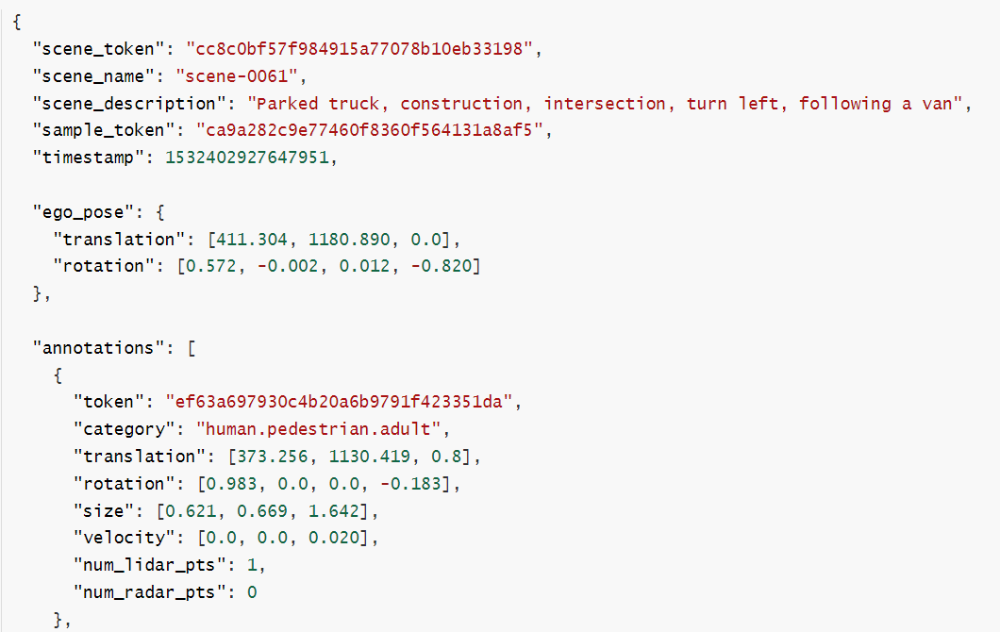 {
"scene_token": "cc8c0bf57f984915a77078b10eb33198",
"scene_name": "scene-0061",
"scene_description": "Parked truck, construction, intersection, turn left, following a van",
"sample_token": "ca9a282c9e77460f8360f564131a8af5",
"timestamp": 1532402927647951,
"ego_pose": {
"translation": [411.304, 1180.890, 0.0],
"rotation": [0.572, -0.002, 0.012, -0.820]
},
"annotations": [
{
"token": "ef63a697930c4b20a6b9791f423351da",
"category": "human.pedestrian.adult",
"translation": [373.256, 1130.419, 0.8],
"rotation": [0.983, 0.0, 0.0, -0.183],
"size": [0.621, 0.669, 1.642],
"velocity": [0.0, 0.0, 0.020],
"num_lidar_pts": 1,
"num_radar_pts": 0
},